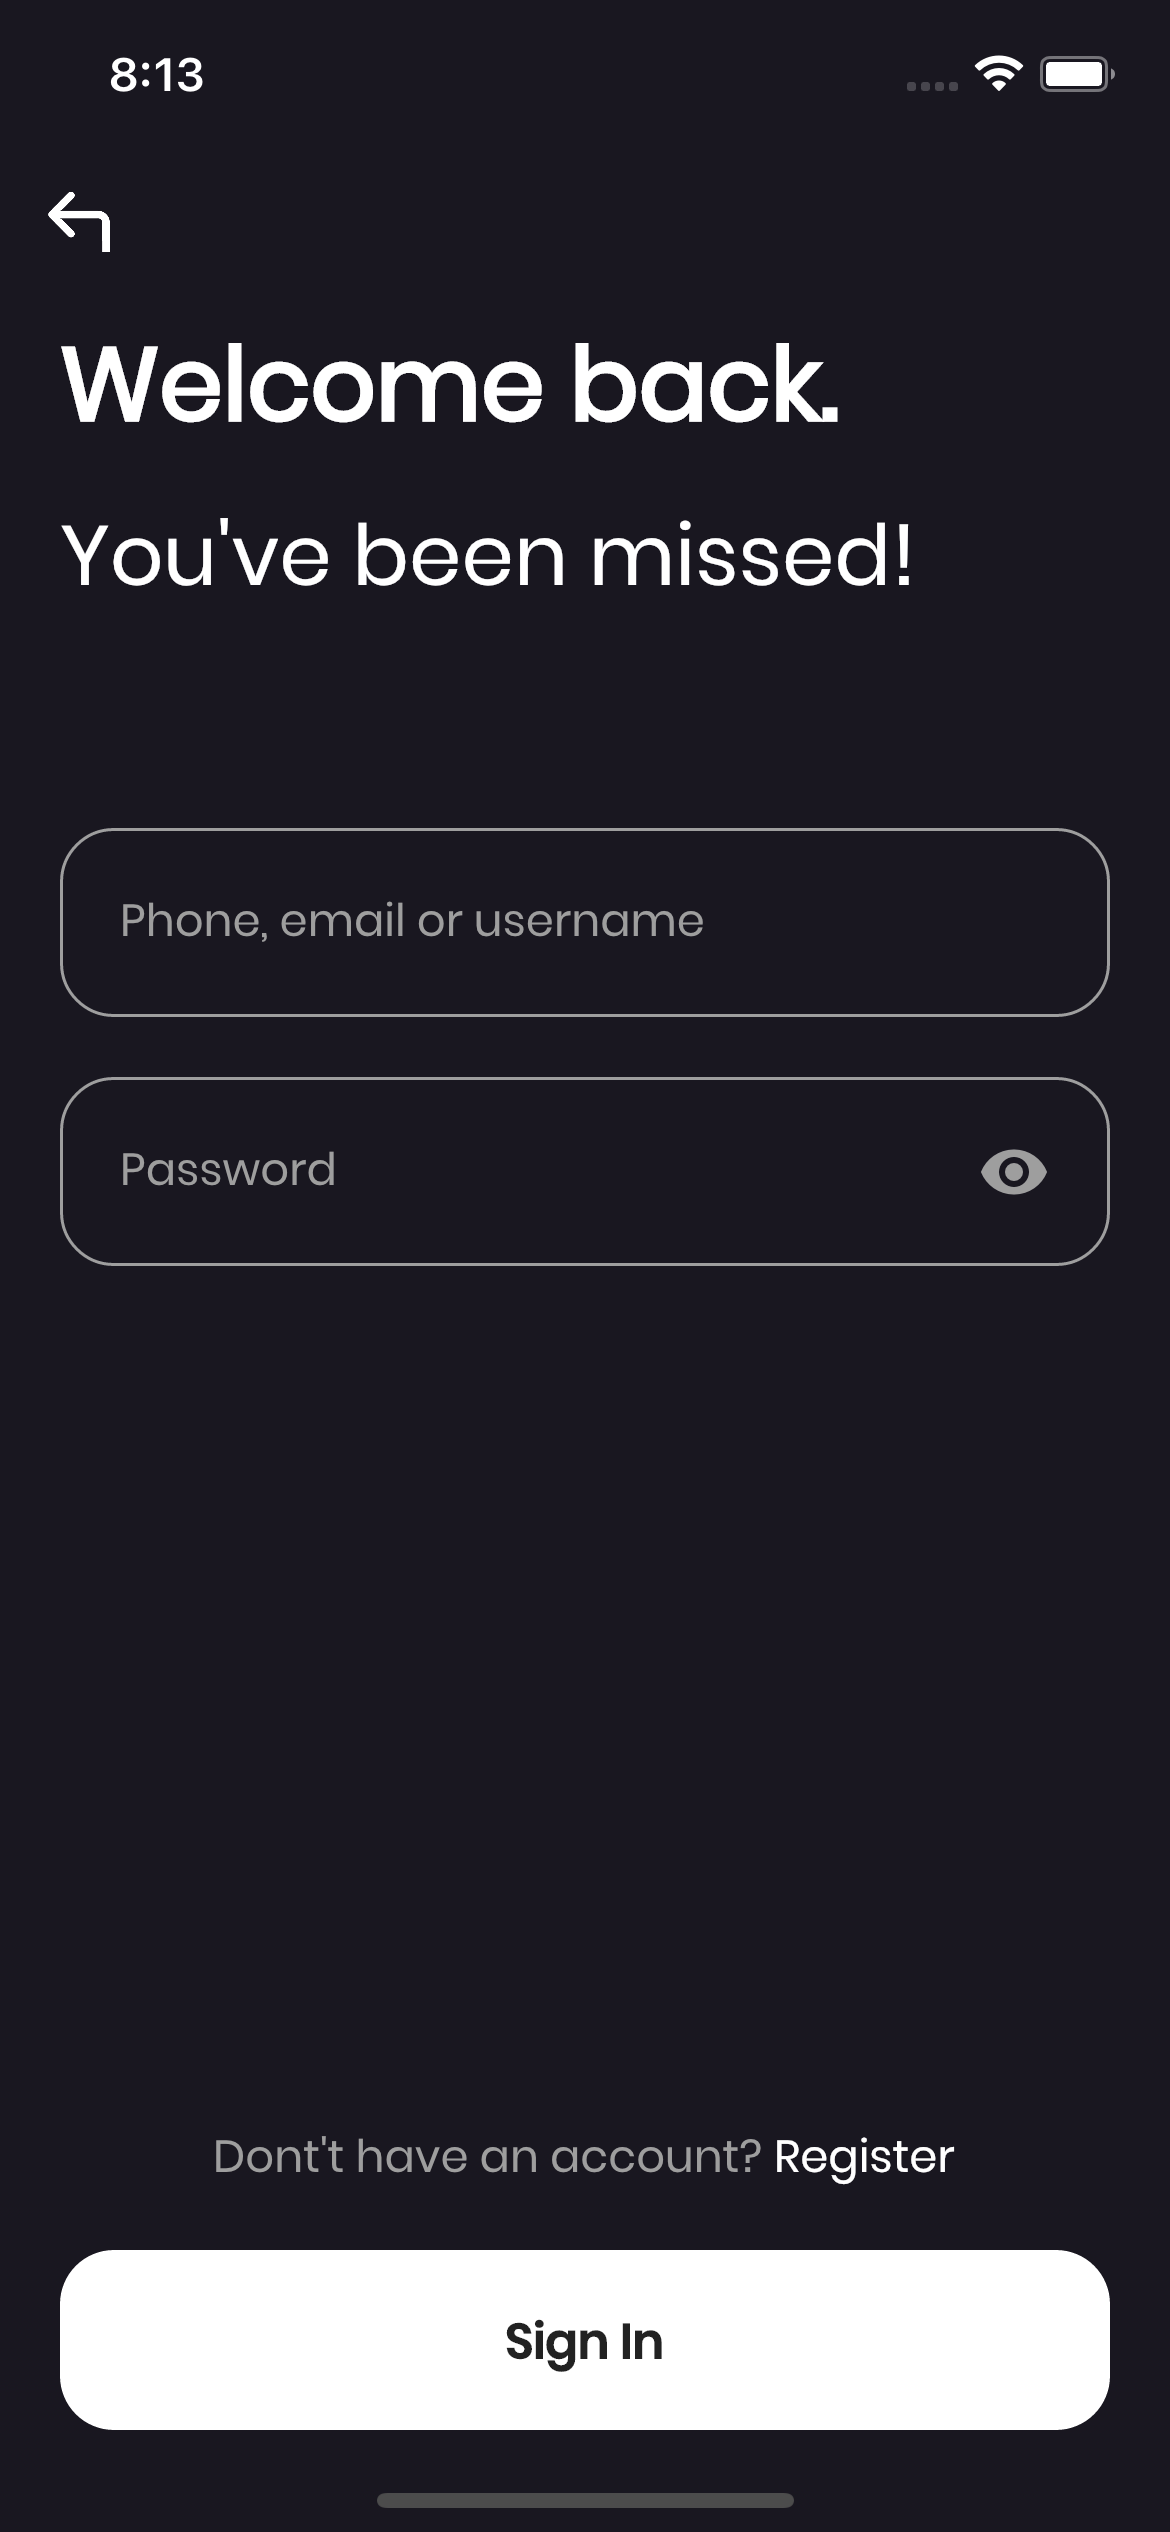 8:13
Welcome back.
You've been missed!
Phone, email or username
Password
Dont't have an account? Register
Sign In